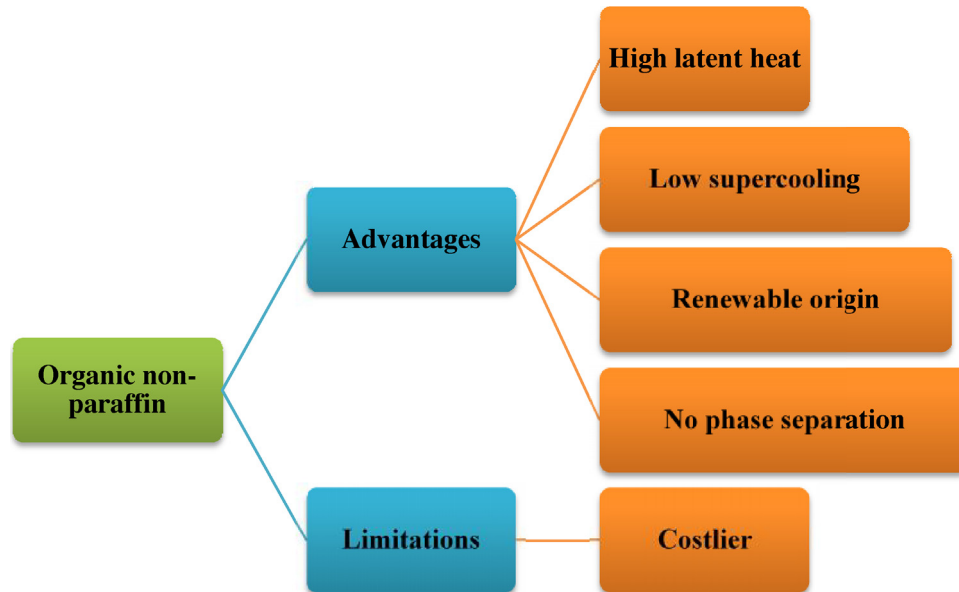 High latent heat
Low supercooling
Advantages
Renewable origin
Organic non-
paraffin
No phase separation
Limitations
Costlier